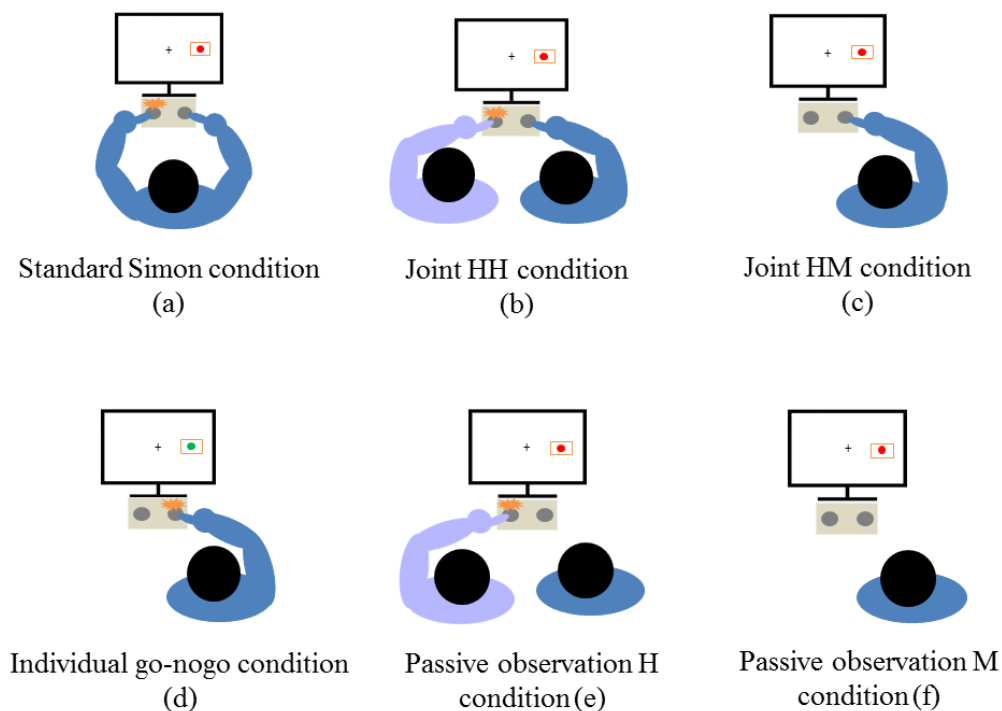 Standard Simon condition
(a)
Joint HH condition
(b)
Joint HM condition
(c)
Individual go-nogo condition
(d)
Passive observation H
condition (e)
Passive observation M
condition (f)